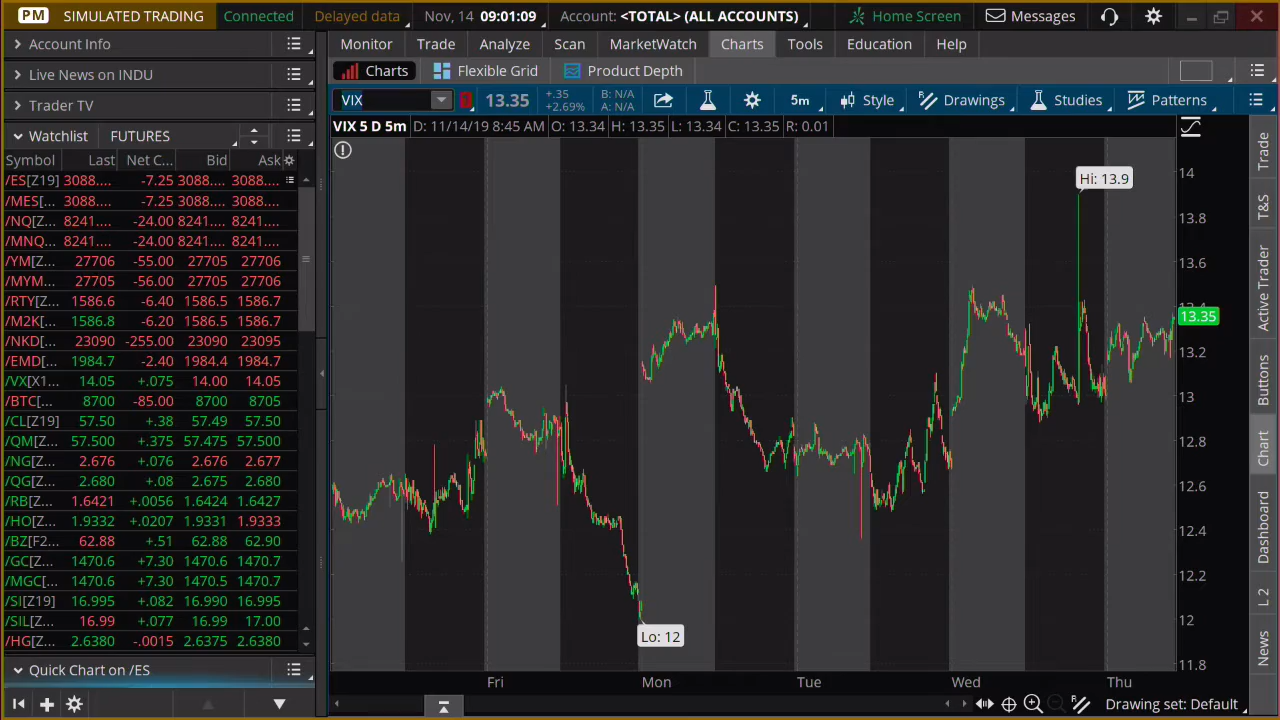 PM SIMULATED TRADING Connected Delayed data Nov, 14 09:01:09 Account: <TOTAL> (ALL ACCOUNTS) Home Screen Messages
Account Info
Live News on INDU
Trader TV
Watchlist FUTURES
Symbol Last Net C... Bid Ask
/ES[Z19] 3088.... -7.25 3088.... 3088....
/MES[... 3088.... -7.25 3088.... 3088....
/NQ[Z... 8241.... -24.00 8241.... 8241....
/MNQ... 8241.... -24.00 8241.... 8241....
/YM[Z... 27706 -55.00 27705 27706
/MYM... 27705 -56.00 27705 27706
/RTY[Z... 1586.6 -6.40 1586.5 1586.7
/M2K[... 1586.8 -6.20 1586.5 1586.7
/NKD[... 23090 -255.00 23090 23095
/EMD[... 1984.7 -2.40 1984.4 1984.7
/VX[X1... 14.05 +.075 14.00 14.05
/BTC[... 8700 -85.00 8700 8705
/CL[Z19] 57.50 +.38 57.49 57.50
/QM[... 57.500 +.375 57.475 57.500
/NG[Z... 2.676 +.076 2.676 2.677
/QG[Z... 2.680 +.08 2.675 2.680
/RB[Z... 1.6421 +.0056 1.6424 1.6427
/HO[Z... 1.9332 +.0207 1.9331 1.9333
/BZ[F2... 62.88 +.51 62.88 62.90
/GC[Z... 1470.6 +7.30 1470.6 1470.7
/MGC[... 1470.6 +7.30 1470.5 1470.7
/SI[Z19] 16.995 +.082 16.990 16.995
/SIL[Z... 16.99 +.077 16.99 17.00
/HG[Z... 2.6380 -.0015 2.6375 2.6380
Quick Chart on /ES
Monitor Trade Analyze Scan MarketWatch Charts Tools Education Help
Charts Flexible Grid Product Depth
VIX 13.35 +.35 +2.69% B: N/A A: N/A 5m Style Drawings Studies Patterns
VIX 5 D 5m D: 11/14/19 8:45 AM O: 13.34 H: 13.35 L: 13.34 C: 13.35 R: 0.01
Hi: 13.9
Lo: 12
14
13.8
13.6
13.4
13.35
13.2
13
12.8
12.6
12.4
12.2
12
11.8
Fri Mon Tue Wed Thu
Drawing set: Default
Trade
T&S
Active Trader
Buttons
Chart
Dashboard
L 2
News